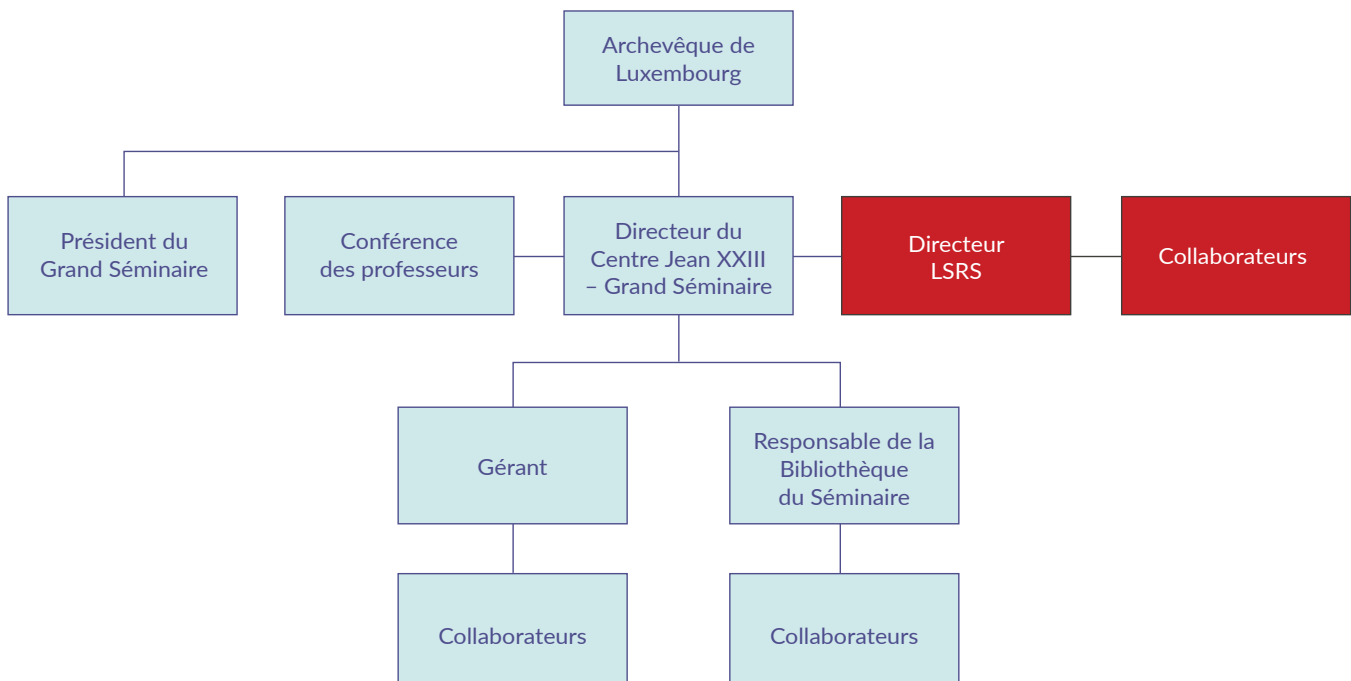 Archevêque de
Luxembourg
Président du
Grand Séminaire
Conférence
des professeurs
Directeur du
Centre Jean XXIII
– Grand Séminaire
Directeur
LSRS
Collaborateurs
Gérant
Responsable de la
Bibliothèque
du Séminaire
Collaborateurs
Collaborateurs